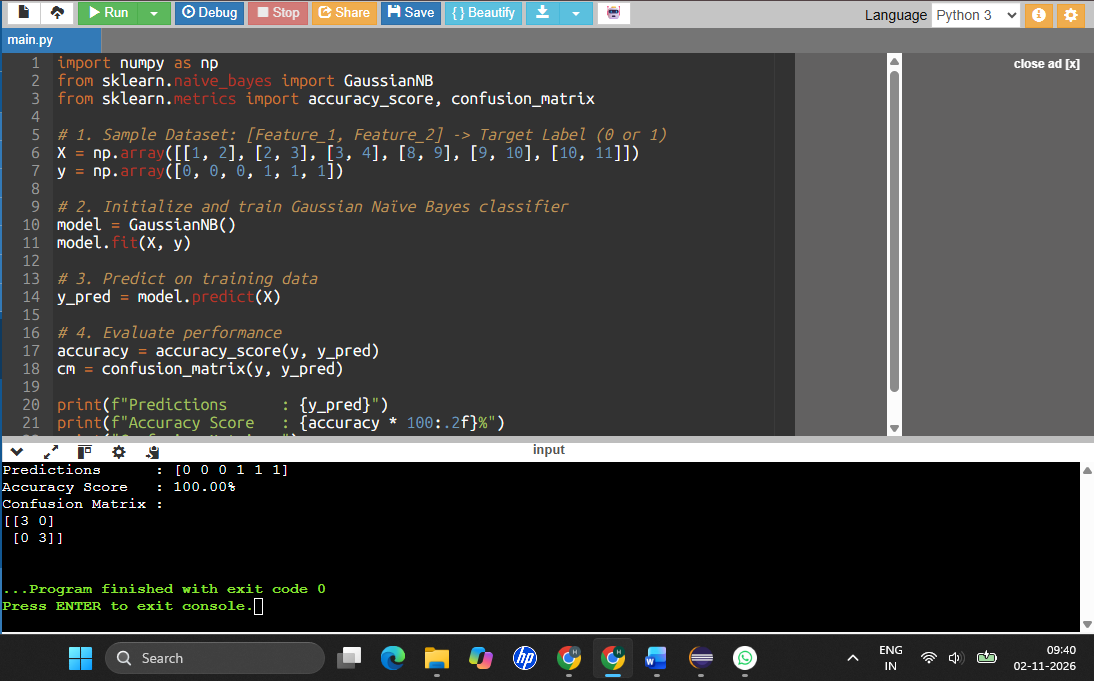 Run Debug Stop Share Save { } Beautify Language Python 3
main.py
close ad [x]
1 import numpy as np
2 from sklearn.naive_bayes import GaussianNB
3 from sklearn.metrics import accuracy_score, confusion_matrix
4
5 # 1. Sample Dataset: [Feature_1, Feature_2] -> Target Label (0 or 1)
6 X = np.array([[1, 2], [2, 3], [3, 4], [8, 9], [9, 10], [10, 11]])
7 y = np.array([0, 0, 0, 1, 1, 1])
8
9 # 2. Initialize and train Gaussian Naïve Bayes classifier
10 model = GaussianNB()
11 model.fit(X, y)
12
13 # 3. Predict on training data
14 y_pred = model.predict(X)
15
16 # 4. Evaluate performance
17 accuracy = accuracy_score(y, y_pred)
18 cm = confusion_matrix(y, y_pred)
19
20 print(f"Predictions      : {y_pred}")
21 print(f"Accuracy Score   : {accuracy * 100:.2f}%")
input
Predictions      : [0 0 0 1 1 1]
Accuracy Score   : 100.00%
Confusion Matrix :
[[3 0]
 [0 3]]
...Program finished with exit code 0
Press ENTER to exit console.
Search
hp
ENG
IN
09:40
02-11-2026